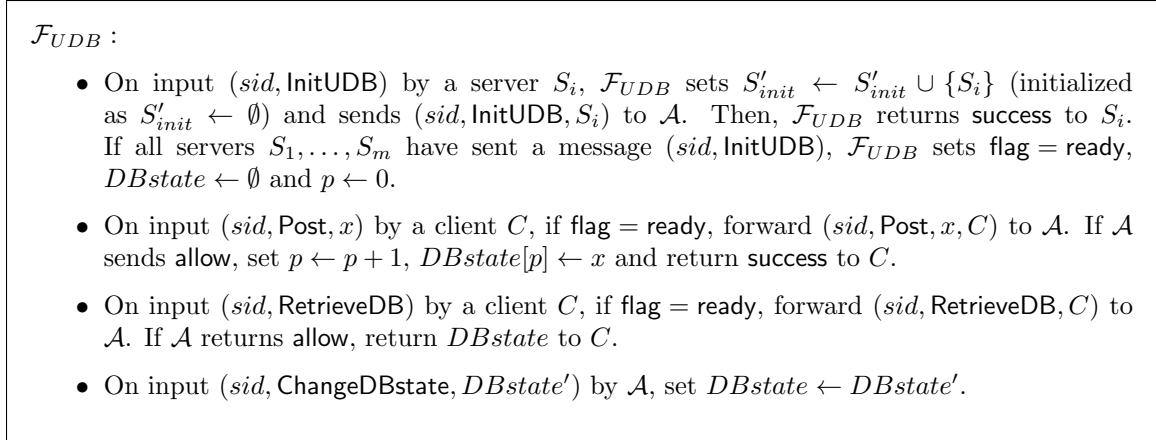 𝓕_{UDB} :
• On input (sid, InitUDB) by a server S_i, 𝓕_{UDB} sets S′_{init} ← S′_{init} ∪ {S_i} (initialized
as S′_{init} ← ∅) and sends (sid, InitUDB, S_i) to 𝒜. Then, 𝓕_{UDB} returns success to S_i.
If all servers S_1, . . . , S_m have sent a message (sid, InitUDB), 𝓕_{UDB} sets flag = ready,
DBstate ← ∅ and p ← 0.
• On input (sid, Post, x) by a client C, if flag = ready, forward (sid, Post, x, C) to 𝒜. If 𝒜
sends allow, set p ← p + 1, DBstate[p] ← x and return success to C.
• On input (sid, RetrieveDB) by a client C, if flag = ready, forward (sid, RetrieveDB, C) to
𝒜. If 𝒜 returns allow, return DBstate to C.
• On input (sid, ChangeDBstate, DBstate′) by 𝒜, set DBstate ← DBstate′.